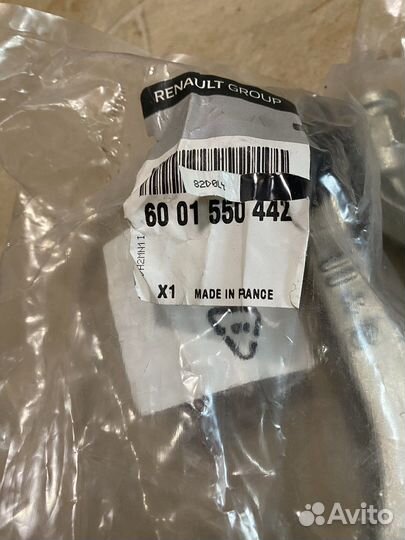 RENAULT GROUP
82D0L4
60 01 550 442
X1 MADE IN FRANCE
Avito